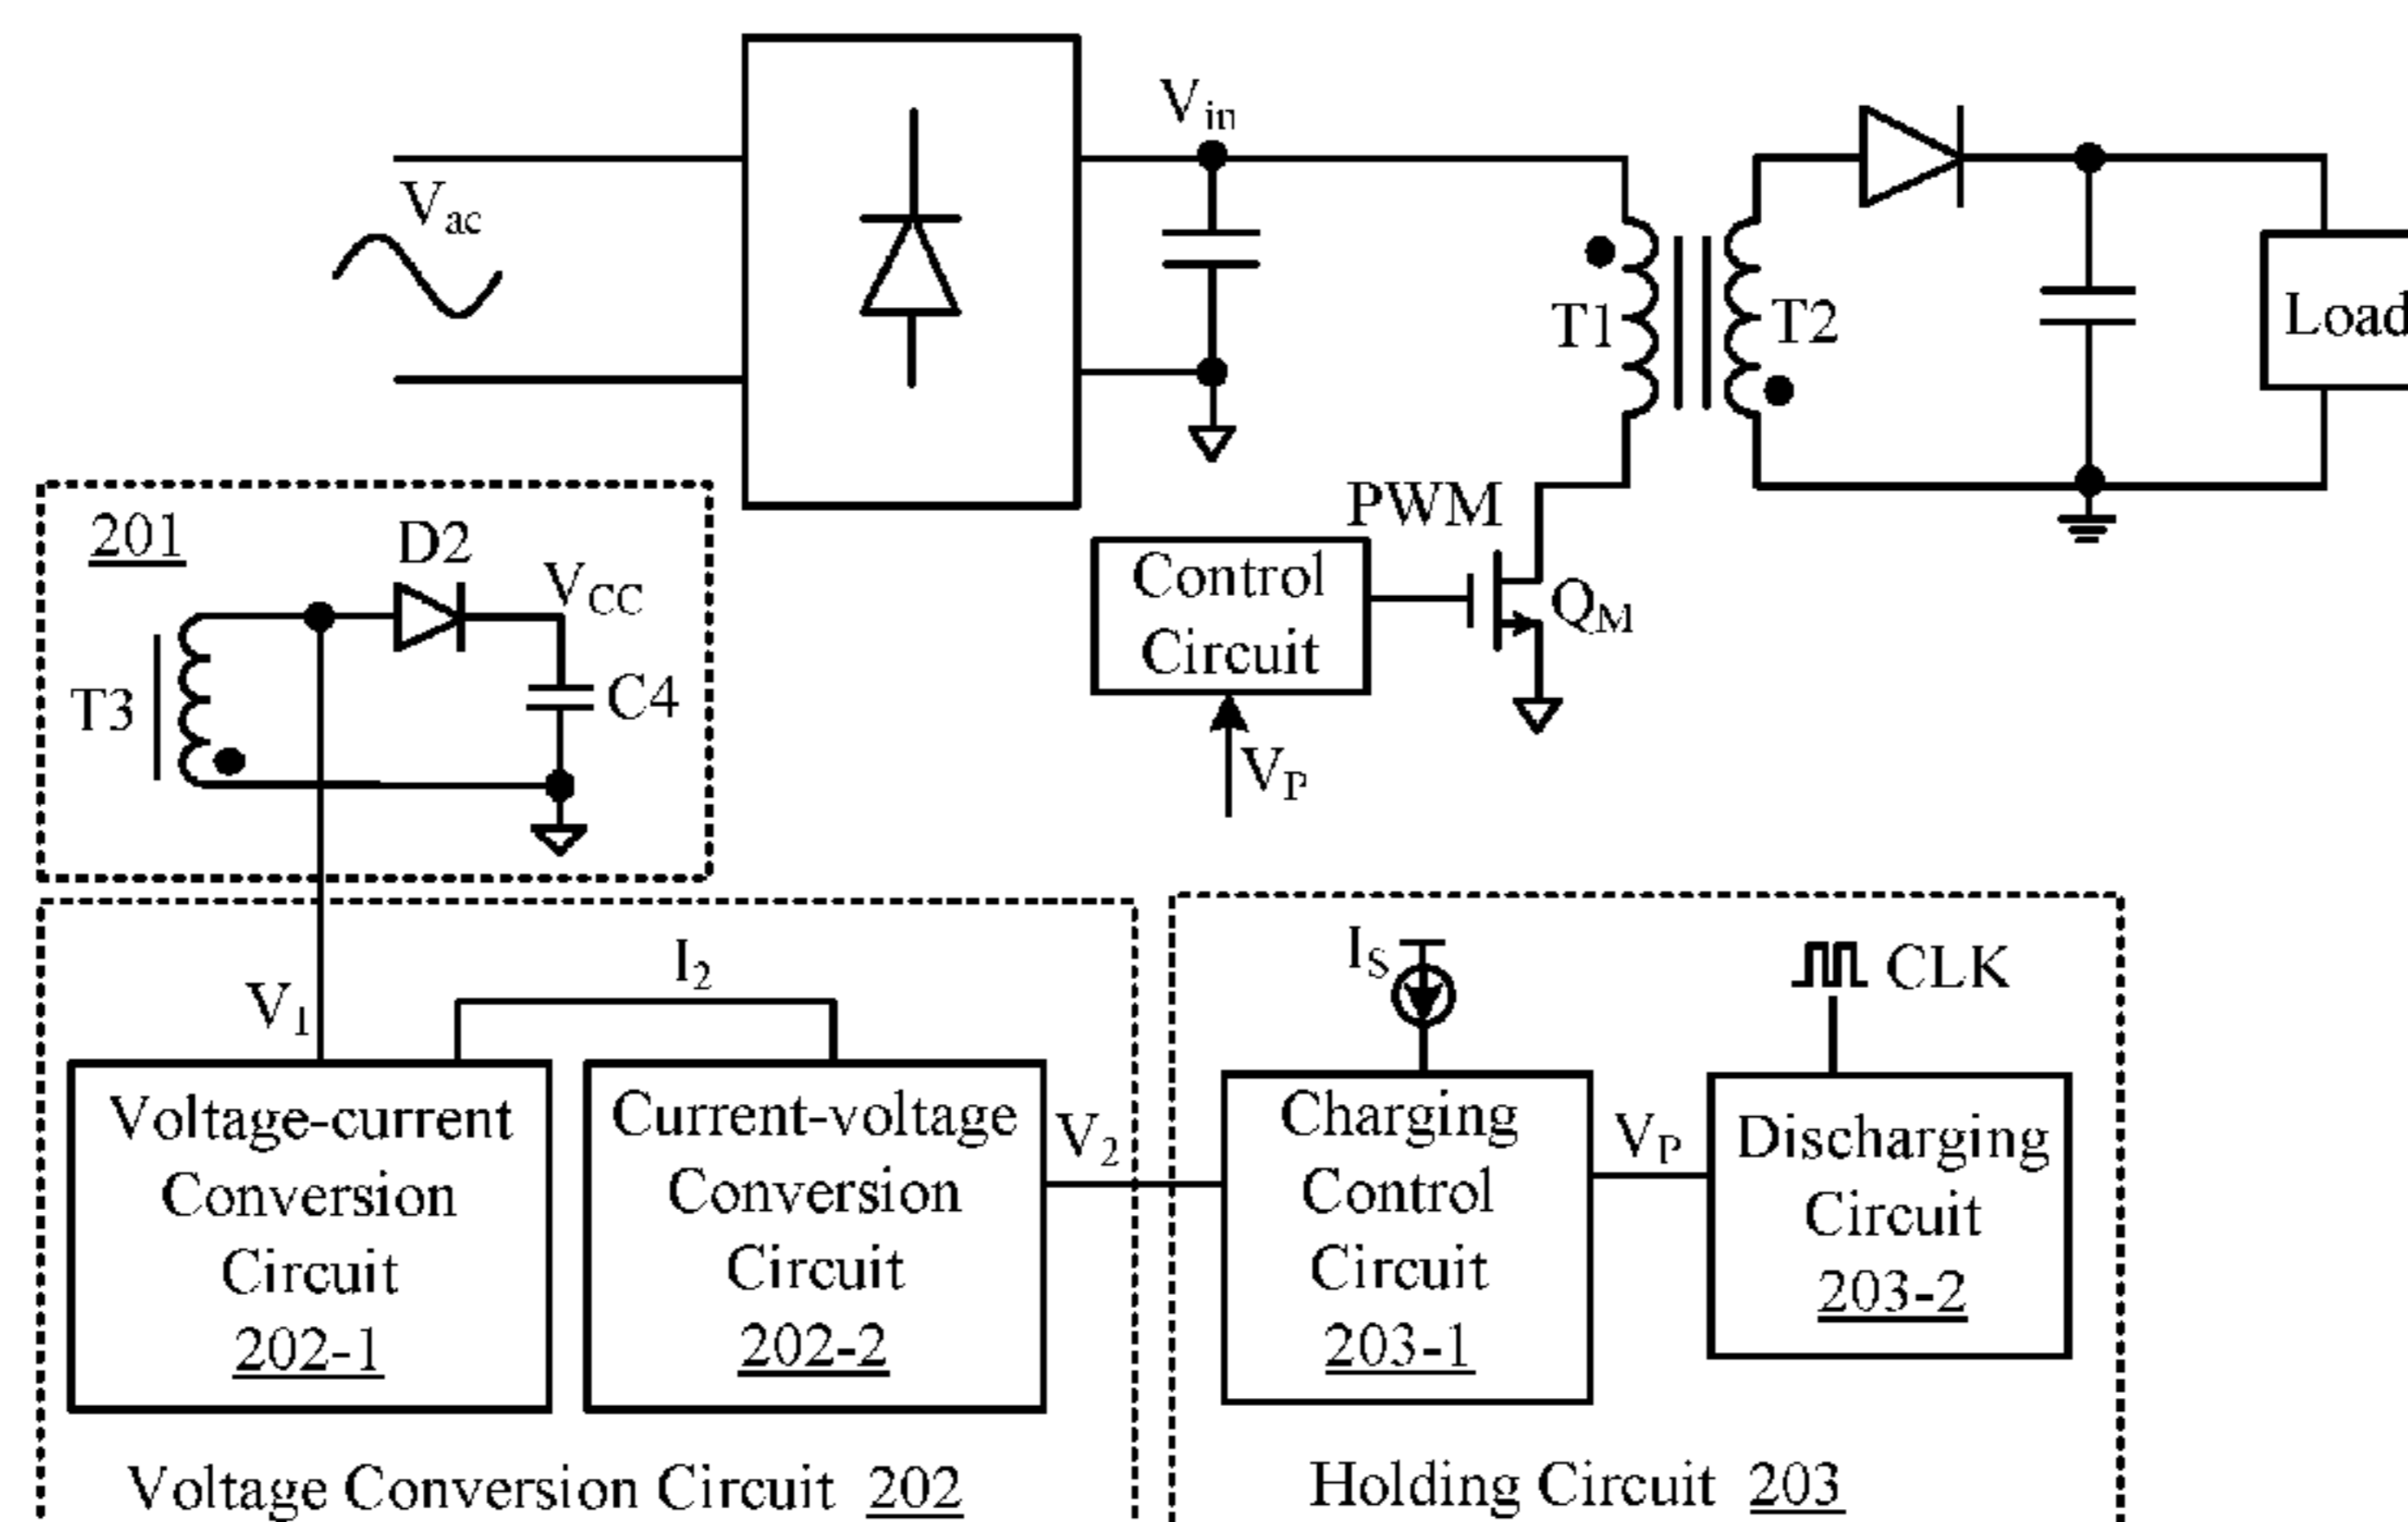 Vin
Vac
T1
T2
Load
PWM
Control
Circuit
QM
VP
201
D2
VCC
T3
C4
V1
I2
Voltage-current
Conversion
Circuit
202-1
Current-voltage
Conversion
Circuit
202-2
V2
Voltage Conversion Circuit 202
IS
CLK
Charging
Control
Circuit
203-1
VP
Discharging
Circuit
203-2
Holding Circuit 203